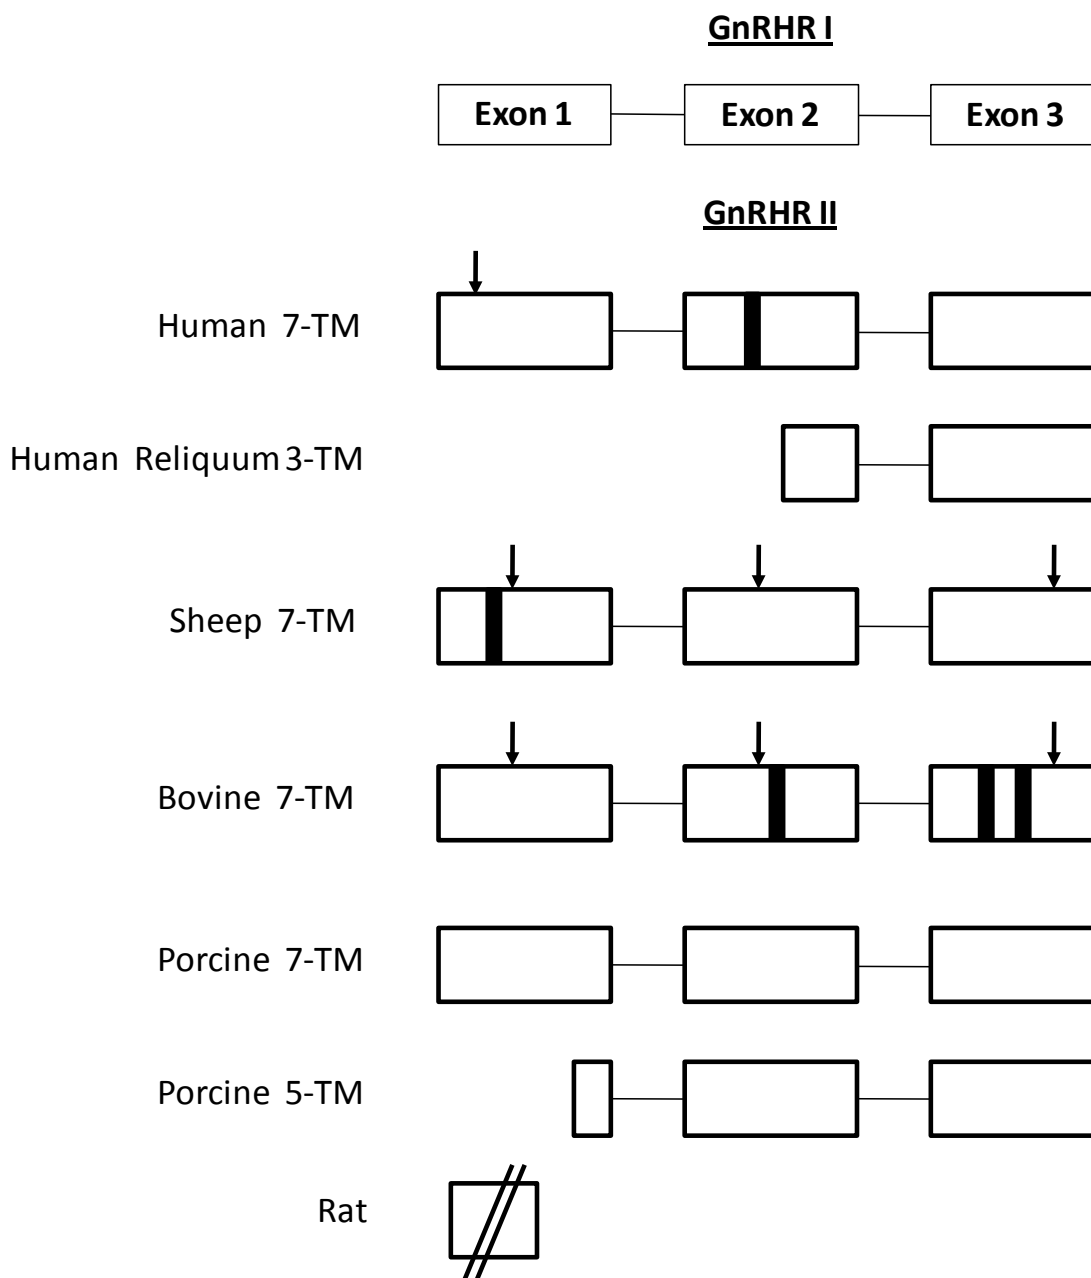 GnRHR I
Exon 1 Exon 2 Exon 3
GnRHR II
Human 7-TM
Human Reliquum 3-TM
Sheep 7-TM
Bovine 7-TM
Porcine 7-TM
Porcine 5-TM
Rat